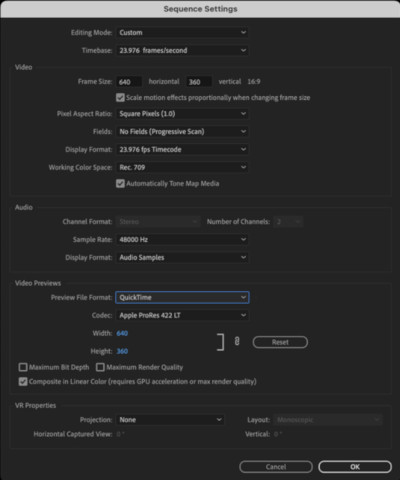 Sequence Settings
Editing Mode: Custom
Timebase: 23.976 frames/second
Video
Frame Size: 640 horizontal 360 vertical 16:9
Scale motion effects proportionally when changing frame size
Pixel Aspect Ratio: Square Pixels (1.0)
Fields: No Fields (Progressive Scan)
Display Format: 23.976 fps Timecode
Working Color Space: Rec. 709
Automatically Tone Map Media
Audio
Channel Format: Stereo Number of Channels: 2
Sample Rate: 48000 Hz
Display Format: Audio Samples
Video Previews
Preview File Format: QuickTime
Codec: Apple ProRes 422 LT
Width: 640
Height: 360
Reset
Maximum Bit Depth Maximum Render Quality
Composite in Linear Color (requires GPU acceleration or max render quality)
VR Properties
Projection: None Layout: Monoscopic
Horizontal Captured View: 0° Vertical: 0°
Cancel OK